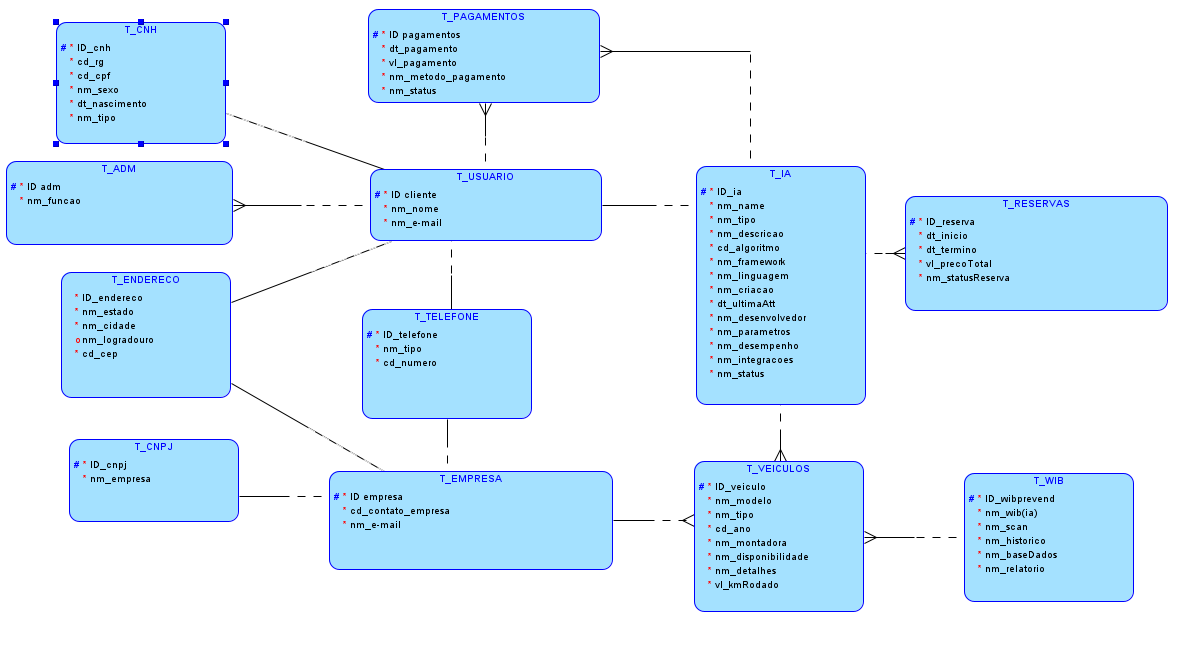 T_CNH
# * ID_cnh
* cd_rg
* cd_cpf
* nm_sexo
* dt_nascimento
* nm_tipo
T_PAGAMENTOS
# * ID pagamentos
* dt_pagamento
* vl_pagamento
* nm_metodo_pagamento
* nm_status
T_ADM
# * ID adm
* nm_funcao
T_USUARIO
# * ID cliente
* nm_nome
* nm_e-mail
T_IA
# * ID_ia
* nm_name
* nm_tipo
* nm_descricao
* cd_algoritmo
* nm_framework
* nm_linguagem
* nm_criacao
* dt_ultimaAtt
* nm_desenvolvedor
* nm_parametros
* nm_desempenho
* nm_integracoes
* nm_status
T_RESERVAS
# * ID_reserva
* dt_inicio
* dt_termino
* vl_precoTotal
* nm_statusReserva
T_ENDERECO
* ID_endereco
* nm_estado
* nm_cidade
o nm_logradouro
* cd_cep
T_TELEFONE
# * ID_telefone
* nm_tipo
* cd_numero
T_CNPJ
# * ID_cnpj
* nm_empresa
T_EMPRESA
# * ID empresa
* cd_contato_empresa
* nm_e-mail
T_VEICULOS
# * ID_veiculo
* nm_modelo
* nm_tipo
* cd_ano
* nm_montadora
* nm_disponibilidade
* nm_detalhes
* vl_kmRodado
T_WIB
# * ID_wibprevend
* nm_wib(ia)
* nm_scan
* nm_historico
* nm_baseDados
* nm_relatorio